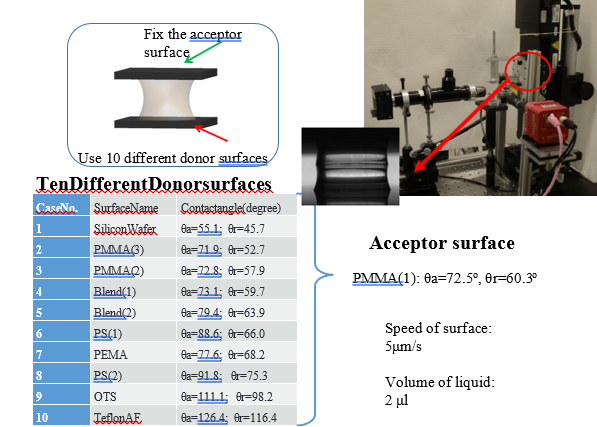 Fix the acceptor
surface
Use 10 different donor surfaces
TenDifferentDonorsurfaces
CaseNo. SurfaceName Contactangle(degree)
1 SiliconWafer θa=55.1; θr=45.7
2 PMMA(3) θa=71.9; θr=52.7
3 PMMA(2) θa=72.8; θr=57.9
4 Blend(1) θa=73.1; θr=59.7
5 Blend(2) θa=79.4; θr=63.9
6 PS(1) θa=88.6; θr=66.0
7 PEMA θa=77.6; θr=68.2
8 PS(2) θa=91.8; θr=75.3
9 OTS θa=111.1; θr=98.2
10 TeflonAF θa=126.4; θr=116.4
Acceptor surface
PMMA(1): θa=72.5º, θr=60.3º
Speed of surface:
5μm/s
Volume of liquid:
2 μl